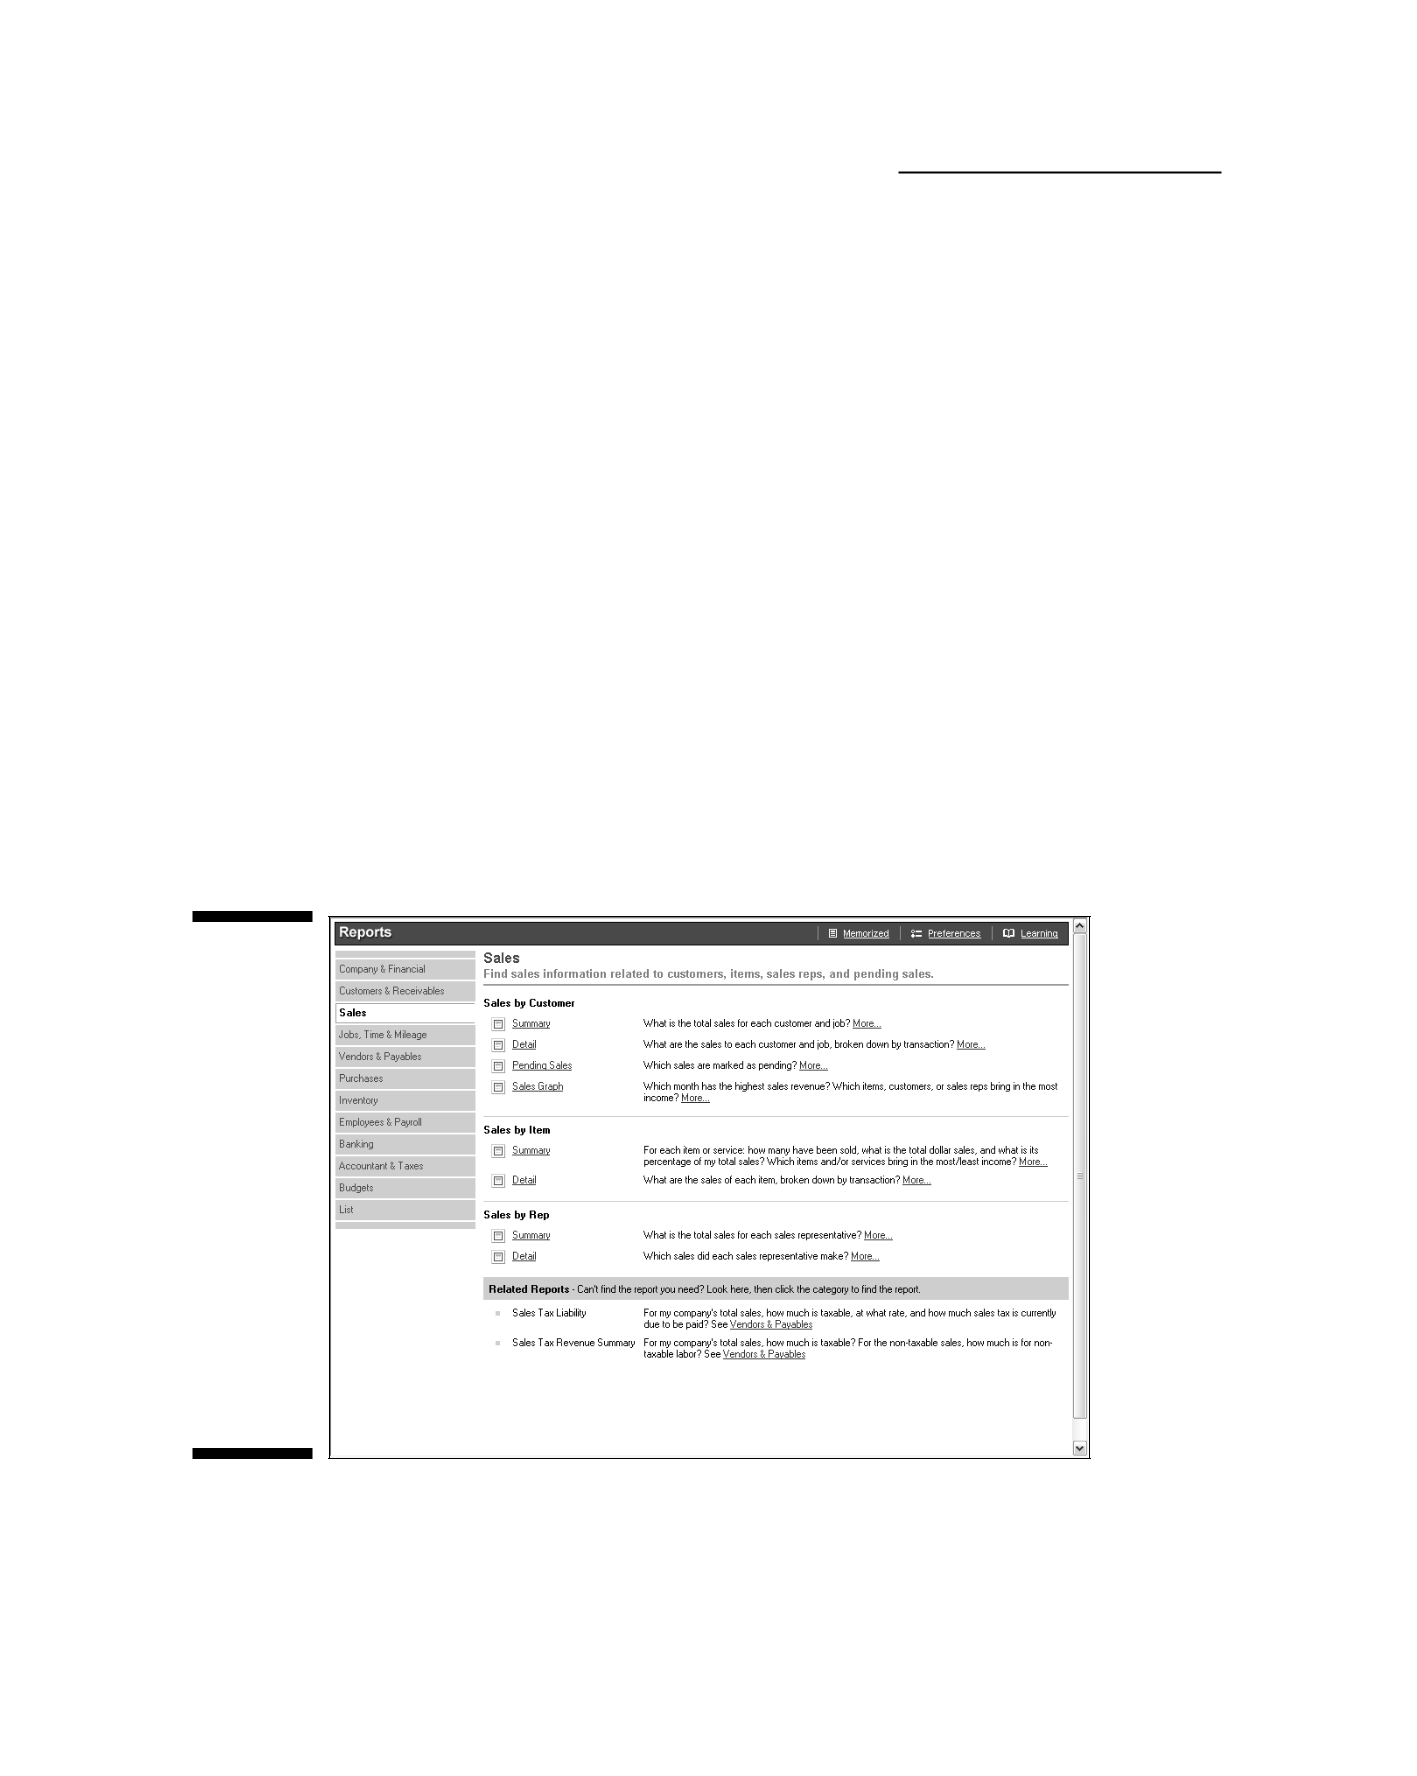 Reports
Memorized
Preferences
Learning
Company & Financial
Customers & Receivables
Sales
Jobs, Time & Mileage
Vendors & Payables
Purchases
Inventory
Employees & Payroll
Banking
Accountant & Taxes
Budgets
List
Sales
Find sales information related to customers, items, sales reps, and pending sales.
Sales by Customer
Summary What is the total sales for each customer and job? More...
Detail What are the sales to each customer and job, broken down by transaction? More...
Pending Sales Which sales are marked as pending? More...
Sales Graph Which month has the highest sales revenue? Which items, customers, or sales reps bring in the most
income? More...
Sales by Item
Summary For each item or service: how many have been sold, what is the total dollar sales, and what is its
percentage of my total sales? Which items and/or services bring in the most/least income? More...
Detail What are the sales of each item, broken down by transaction? More...
Sales by Rep
Summary What is the total sales for each sales representative? More...
Detail Which sales did each sales representative make? More...
Related Reports - Can't find the report you need? Look here, then click the category to find the report.
Sales Tax Liability For my company's total sales, how much is taxable, at what rate, and how much sales tax is currently
due to be paid? See Vendors & Payables
Sales Tax Revenue Summary For my company's total sales, how much is taxable? For the non-taxable sales, how much is for non-
taxable labor? See Vendors & Payables